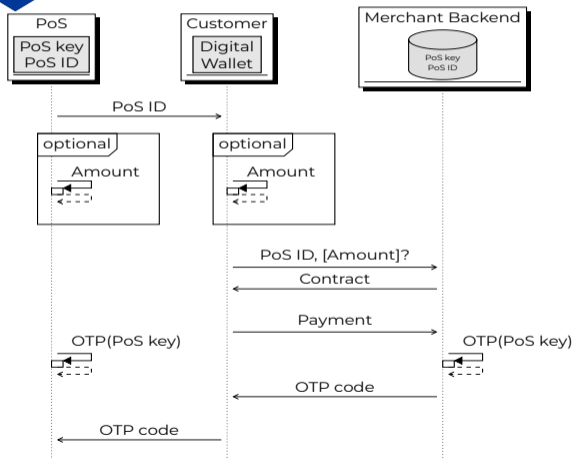 PoS
PoS key
PoS ID
Customer
Digital
Wallet
Merchant Backend
PoS key
PoS ID
PoS ID
optional
Amount
optional
Amount
PoS ID, [Amount]?
Contract
Payment
OTP(PoS key)
OTP(PoS key)
OTP code
OTP code